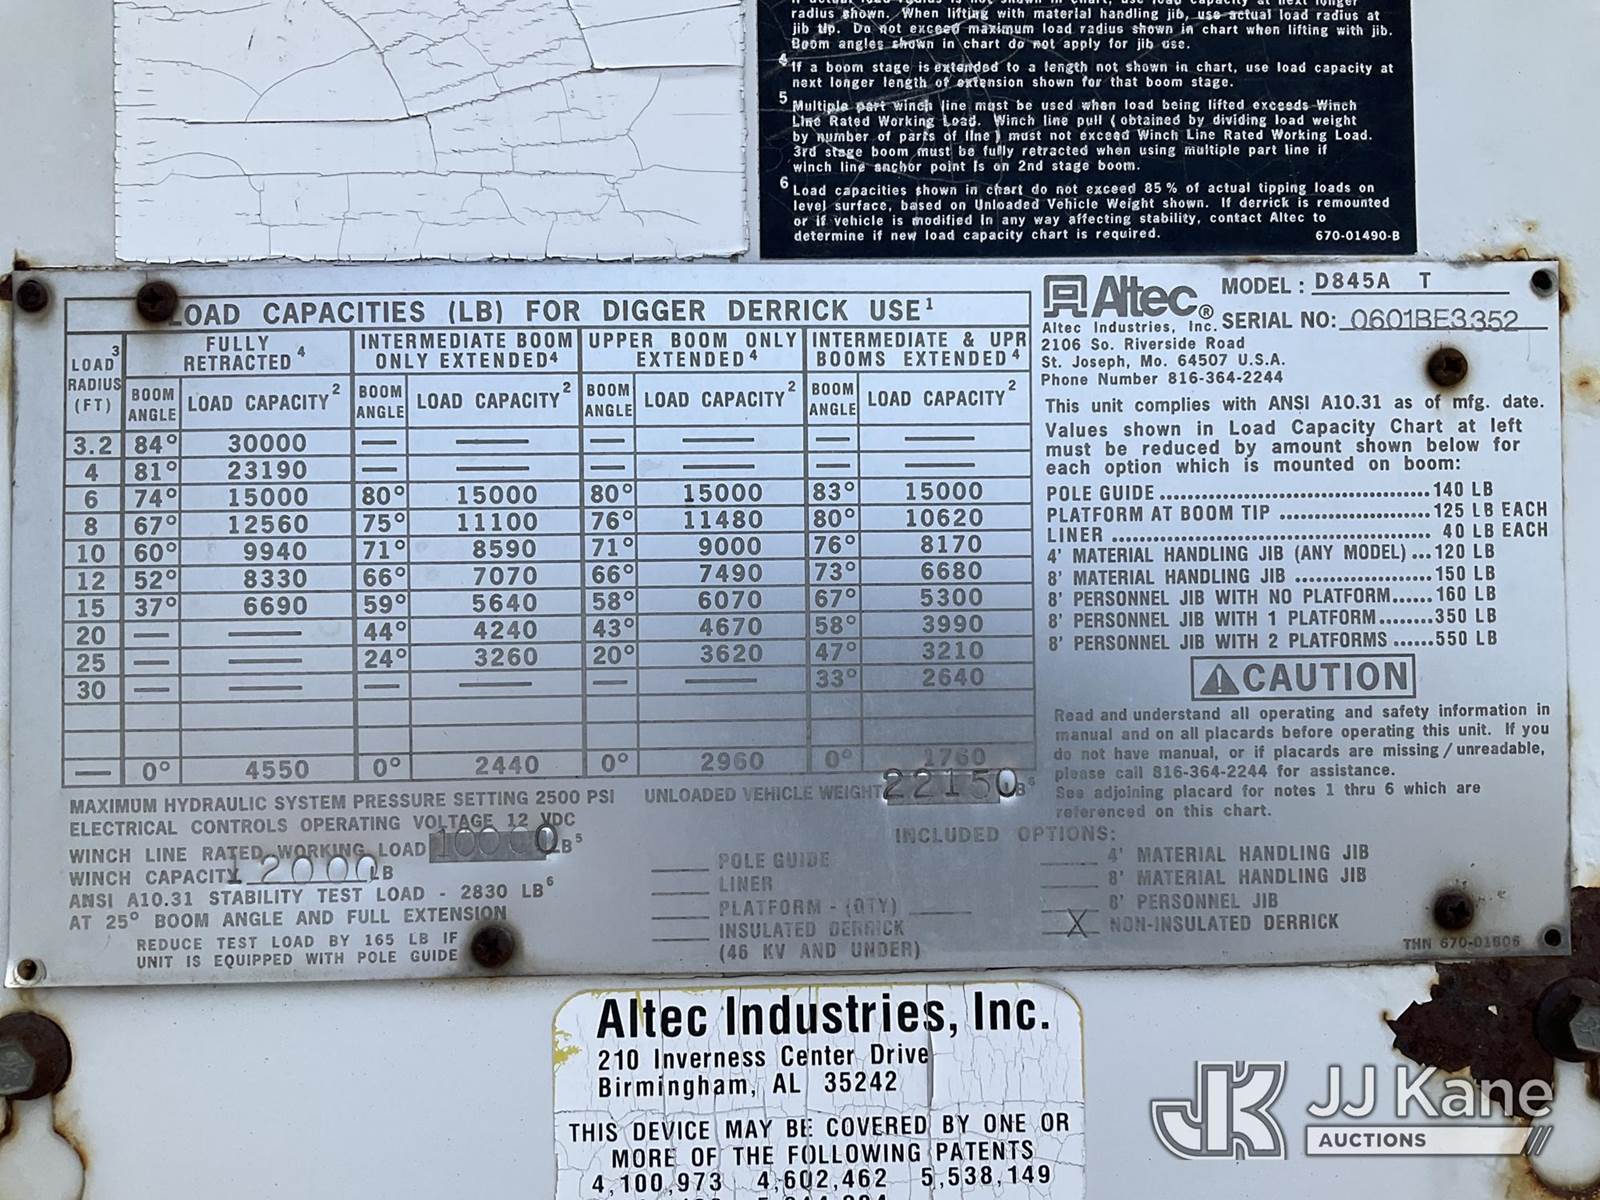 radius shown. When lifting with material handling jib, use actual load radius at
jib tip. Do not exceed maximum load radius shown in chart when lifting with jib.
Boom angles shown in chart do not apply for jib use.
4 If a boom stage is extended to a length not shown in chart, use load capacity at
next longer length of extension shown for that boom stage.
5 Multiple part winch line must be used when load being lifted exceeds Winch
Line Rated Working Load. Winch line pull (obtained by dividing load weight
by number of parts of line) must not exceed Winch Line Rated Working Load.
3rd stage boom must be fully retracted when using multiple part line if
winch line anchor point is on 2nd stage boom.
6 Load capacities shown in chart do not exceed 85% of actual tipping loads on
level surface, based on Unloaded Vehicle Weight shown. If derrick is remounted
or if vehicle is modified in any way affecting stability, contact Altec to
determine if new load capacity chart is required. 670-01490-B
LOAD CAPACITIES (LB) FOR DIGGER DERRICK USE 1
LOAD 3 RADIUS (FT)
FULLY RETRACTED 4
INTERMEDIATE BOOM ONLY EXTENDED 4
UPPER BOOM ONLY EXTENDED 4
INTERMEDIATE & UPR BOOMS EXTENDED 4
BOOM ANGLE LOAD CAPACITY 2 BOOM ANGLE LOAD CAPACITY 2 BOOM ANGLE LOAD CAPACITY 2 BOOM ANGLE LOAD CAPACITY 2
3.2 84° 30000 — — — — — —
4 81° 23190 — — — — — —
6 74° 15000 80° 15000 80° 15000 83° 15000
8 67° 12560 75° 11100 76° 11480 80° 10620
10 60° 9940 71° 8590 71° 9000 76° 8170
12 52° 8330 66° 7070 66° 7490 73° 6680
15 37° 6690 59° 5640 58° 6070 67° 5300
20 — — 44° 4240 43° 4670 58° 3990
25 — — 24° 3260 20° 3620 47° 3210
30 — — — — — — 33° 2640
— 0° 4550 0° 2440 0° 2960 0° 1760
MAXIMUM HYDRAULIC SYSTEM PRESSURE SETTING 2500 PSI
UNLOADED VEHICLE WEIGHT 22150 LB 6
ELECTRICAL CONTROLS OPERATING VOLTAGE 12 VDC
WINCH LINE RATED WORKING LOAD 10000 LB 5
WINCH CAPACITY 12000 LB
ANSI A10.31 STABILITY TEST LOAD - 2830 LB 6
AT 25° BOOM ANGLE AND FULL EXTENSION
REDUCE TEST LOAD BY 165 LB IF
UNIT IS EQUIPPED WITH POLE GUIDE
INCLUDED OPTIONS:
POLE GUIDE
LINER
PLATFORM - (QTY)
INSULATED DERRICK
(46 KV AND UNDER)
4' MATERIAL HANDLING JIB
8' MATERIAL HANDLING JIB
8' PERSONNEL JIB
X NON-INSULATED DERRICK
THN 670-01606
Altec®
MODEL: D845A T
Altec Industries, Inc.
SERIAL NO: 0601BE3352
2106 So. Riverside Road
St. Joseph, Mo. 64507 U.S.A.
Phone Number 816-364-2244
This unit complies with ANSI A10.31 as of mfg. date.
Values shown in Load Capacity Chart at left
must be reduced by amount shown below for
each option which is mounted on boom:
POLE GUIDE ........ 140 LB
PLATFORM AT BOOM TIP ........ 125 LB EACH
LINER ........ 40 LB EACH
4' MATERIAL HANDLING JIB (ANY MODEL)...120 LB
8' MATERIAL HANDLING JIB ........ 150 LB
8' PERSONNEL JIB WITH NO PLATFORM......160 LB
8' PERSONNEL JIB WITH 1 PLATFORM........350 LB
8' PERSONNEL JIB WITH 2 PLATFORMS ......550 LB
CAUTION
Read and understand all operating and safety information in
manual and on all placards before operating this unit. If you
do not have manual, or if placards are missing/unreadable,
please call 816-364-2244 for assistance.
See adjoining placard for notes 1 thru 6 which are
referenced on this chart.
Altec Industries, Inc.
210 Inverness Center Drive
Birmingham, AL 35242
THIS DEVICE MAY BE COVERED BY ONE OR
MORE OF THE FOLLOWING PATENTS
4,100,973 4,602,462 5,538,149
JK JJ Kane
AUCTIONS